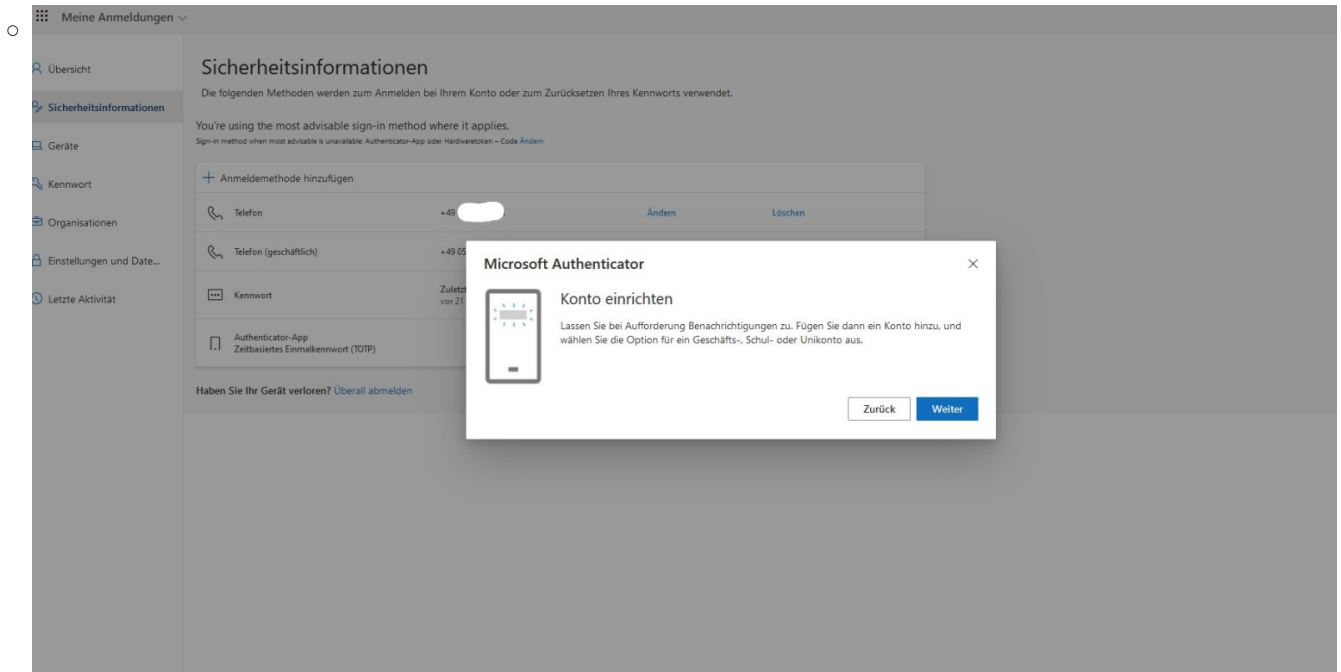 Meine Anmeldungen
Übersicht
Sicherheitsinformationen
Geräte
Kennwort
Organisationen
Einstellungen und Date...
Letzte Aktivität
Sicherheitsinformationen
Die folgenden Methoden werden zum Anmelden bei Ihrem Konto oder zum Zurücksetzen Ihres Kennworts verwendet.
You're using the most advisable sign-in method where it applies.
Sign-in method when most advisable is unavailable: Authenticator-App oder Hardwaretoken – Code Ändern
Anmeldemethode hinzufügen
Telefon +49 Ändern Löschen
Telefon (geschäftlich) +49 05
Kennwort Zuletzt
vor 21
Authenticator-App
Zeitbasiertes Einmalkennwort (TOTP)
Haben Sie Ihr Gerät verloren? Überall abmelden
Microsoft Authenticator
Konto einrichten
Lassen Sie bei Aufforderung Benachrichtigungen zu. Fügen Sie dann ein Konto hinzu, und
wählen Sie die Option für ein Geschäfts-, Schul- oder Unikonto aus.
Zurück Weiter